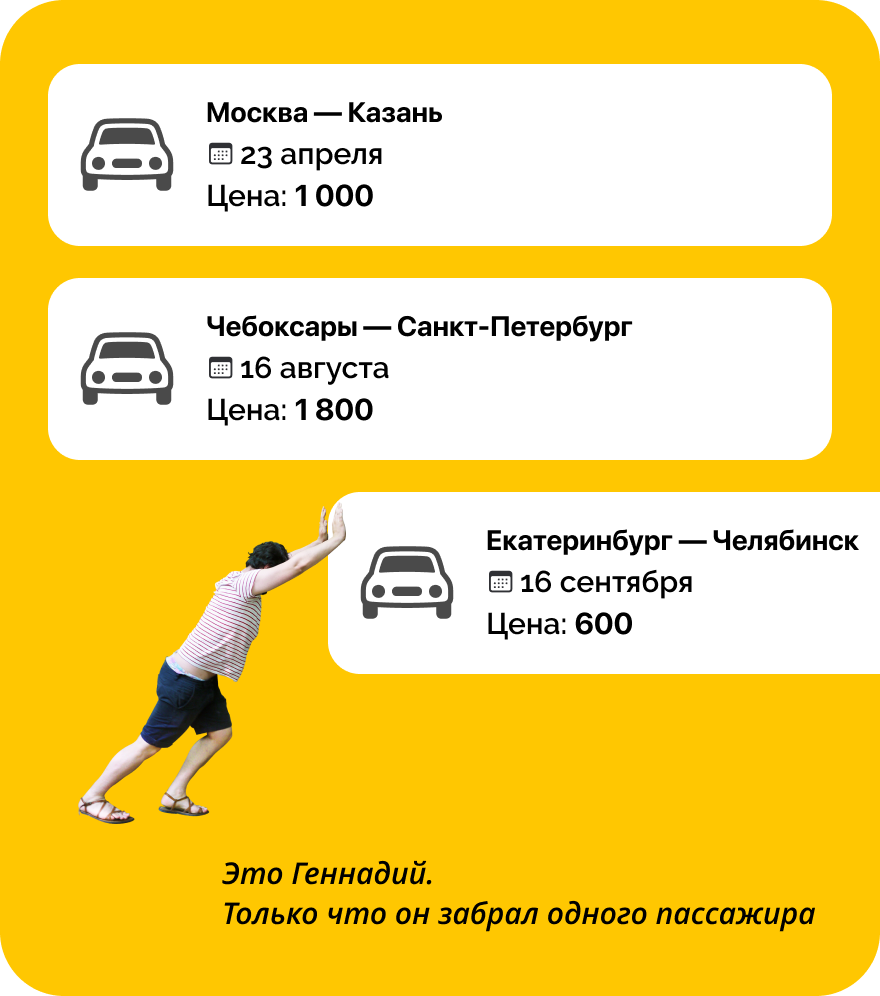 Москва — Казань
23 апреля
Цена: 1 000
Чебоксары — Санкт-Петербург
16 августа
Цена: 1 800
Екатеринбург — Челябинск
16 сентября
Цена: 600
Это Геннадий.
Только что он забрал одного пассажира